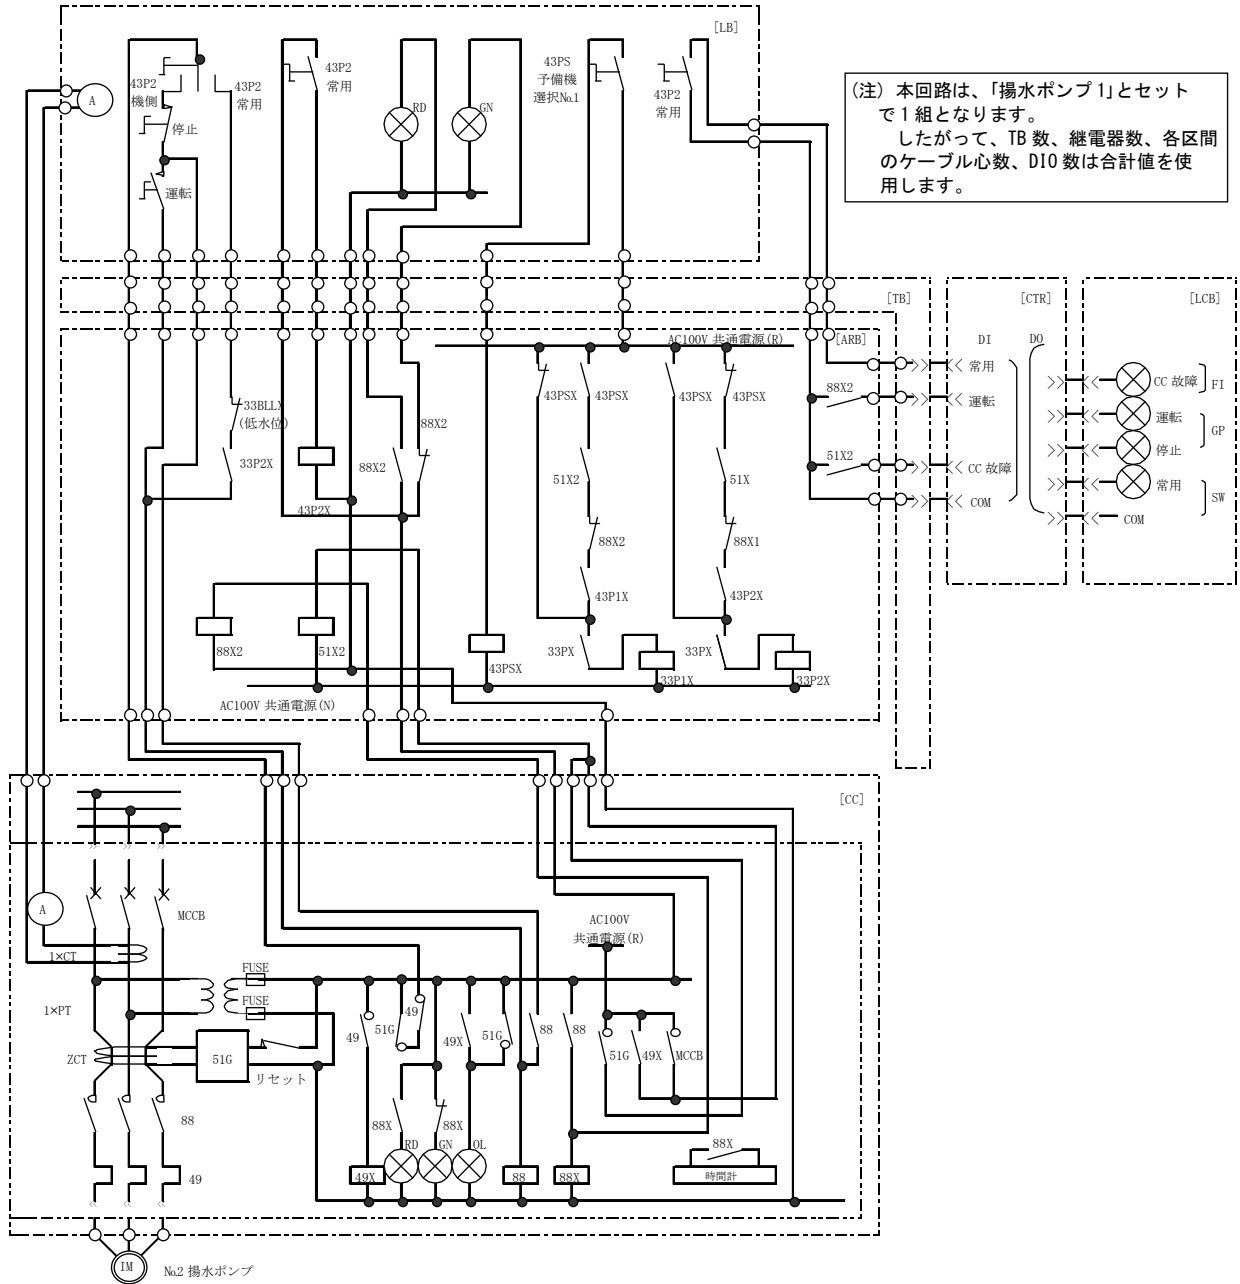 [LB]
43P2
機側
43P2
常用
停止
運転
43P2
常用
RD
GN
43PS
予備機
選択№1
43P2
常用
A
(注) 本回路は、「揚水ポンプ1」とセット
で1組となります。
したがって、TB数、継電器数、各区間
のケーブル心数、DIO数は合計値を使
用します。
[TB]
[CTR]
[LCB]
AC100V 共通電源(R)
[ARB]
DI
DO
常用
運転
CC 故障
COM
88X2
51X2
CC 故障
FI
運転
GP
停止
常用
SW
COM
33BLLX
(低水位)
33P2X
43P2X
88X2
88X2
43PSX
43PSX
43PSX
43PSX
51X2
51X
88X2
88X1
43P1X
43P2X
33PX
33PX
33P1X
33P2X
88X2
51X2
43PSX
AC100V 共通電源(N)
[CC]
MCCB
A
1×CT
1×PT
FUSE
FUSE
ZCT
51G
リセット
88
49
AC100V
共通電源(R)
49
51G
49
49X
51G
88
88
51G
49X
MCCB
88X
88X
RD
GN
OL
49X
88
88X
88X
時間計
IM
№2 揚水ポンプ